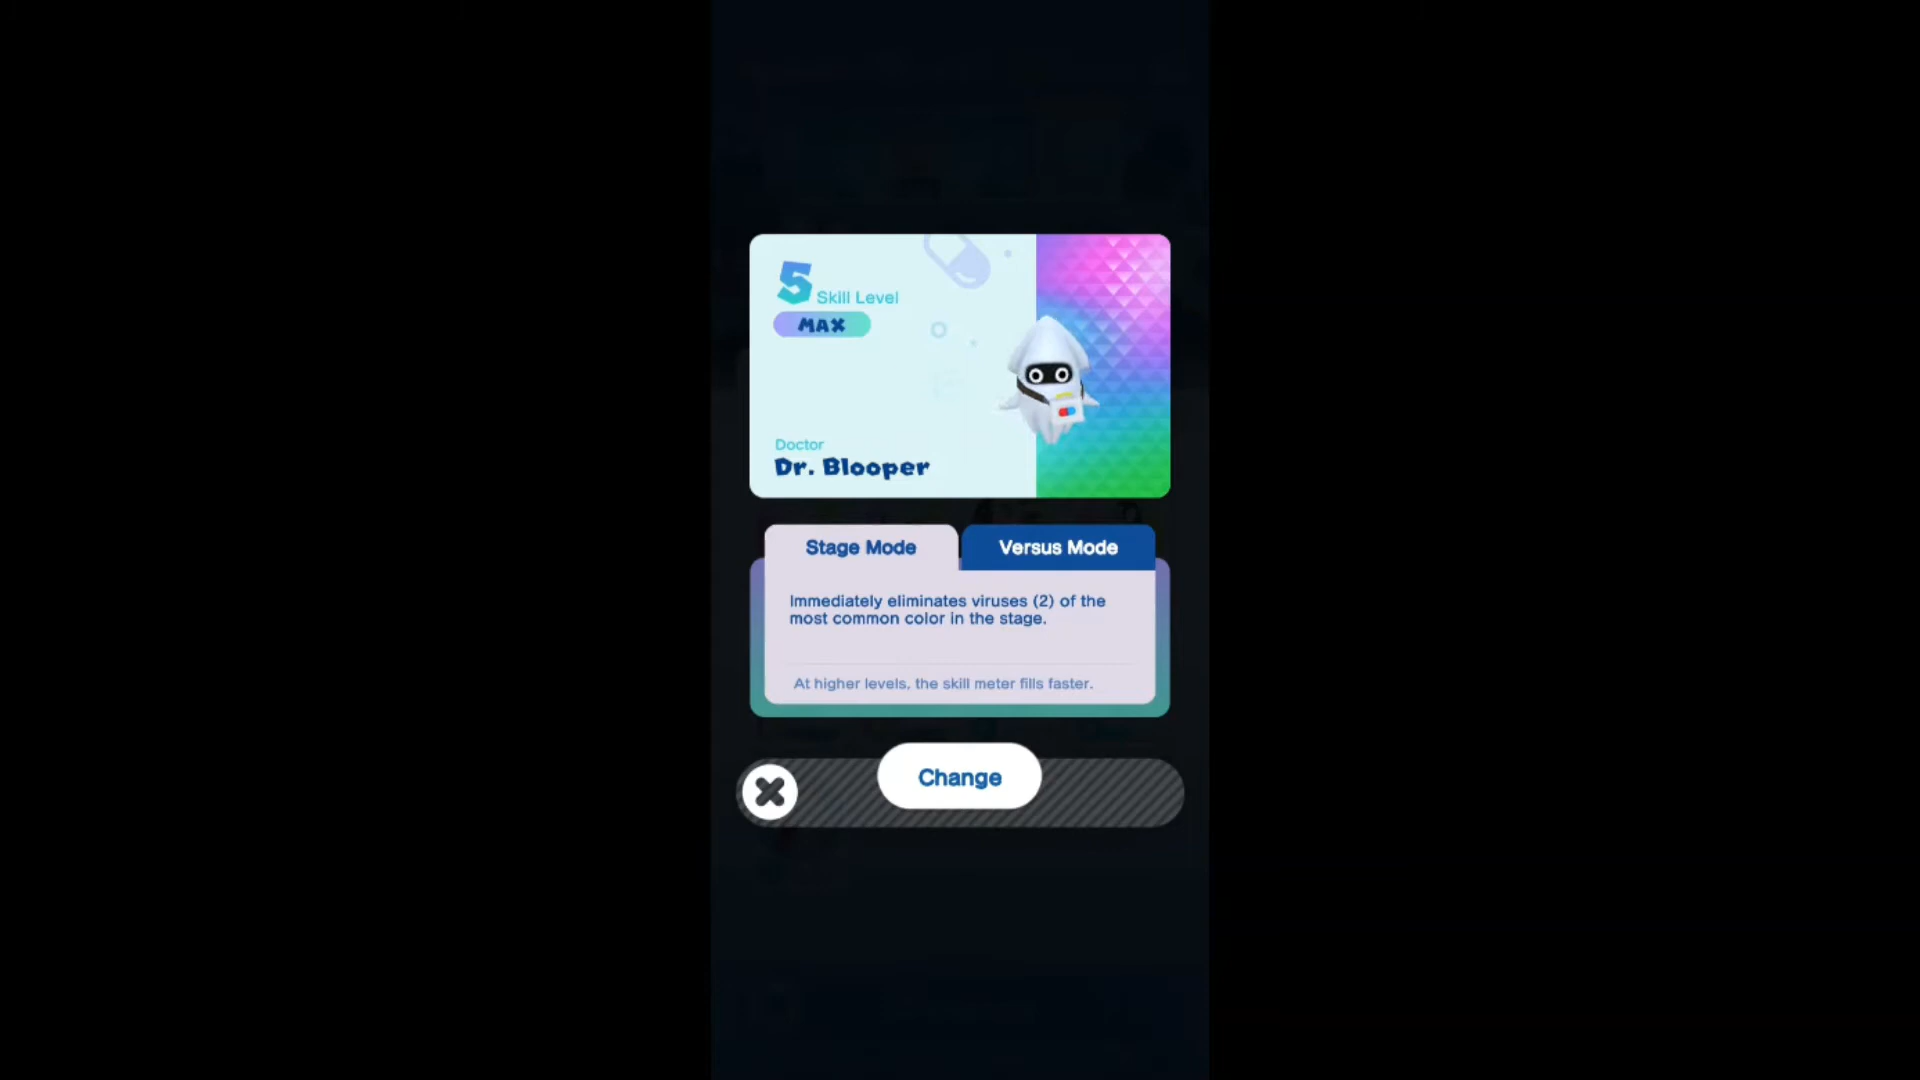 5 Skill Level
MAX
Doctor
Dr. Blooper
Stage Mode
Versus Mode
Immediately eliminates viruses (2) of the
most common color in the stage.
At higher levels, the skill meter fills faster.
Change